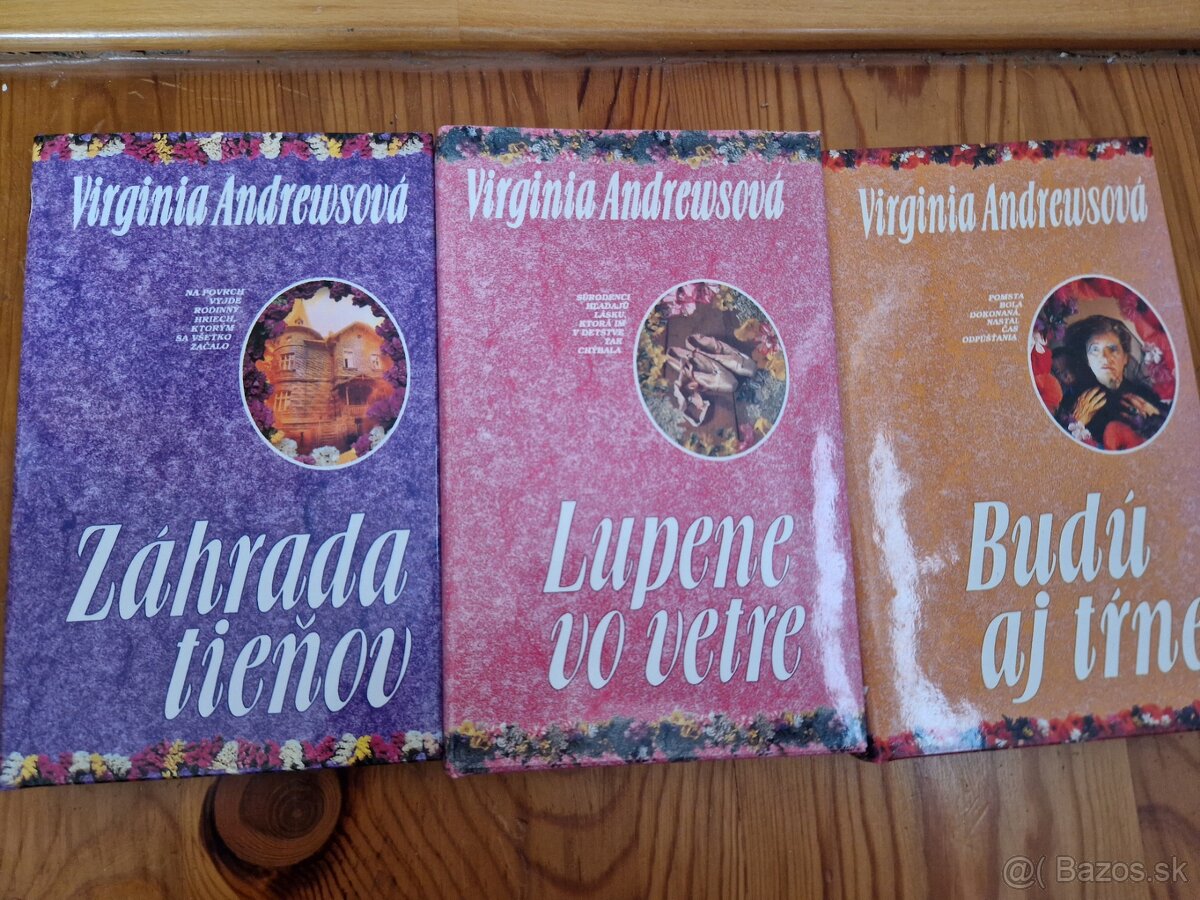 Virginia Andrewsová
NA POVRCH
VYJDE
RODINNÝ
HRIECH,
KTORÝM
SA VŠETKO
ZAČALO
Záhrada
tieňov
Virginia Andrewsová
SÚRODENCI
HĽADAJÚ
LÁSKU,
KTORÁ IM
V DETSTVE
TAK
CHÝBALA
Lupene
vo vetre
Virginia Andrewsová
POMSTA
BOLA
DOKONANÁ,
NASTAL
ČAS
ODPÚŠŤANIA
Budú
aj tŕne
@( Bazos.sk